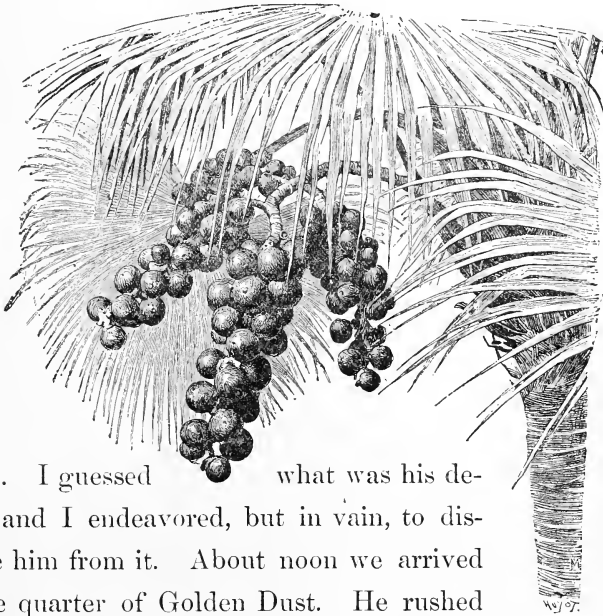 . I guessed what was his de-
and I endeavored, but in vain, to dis-
e him from it. About noon we arrived
e quarter of Golden Dust. He rushed